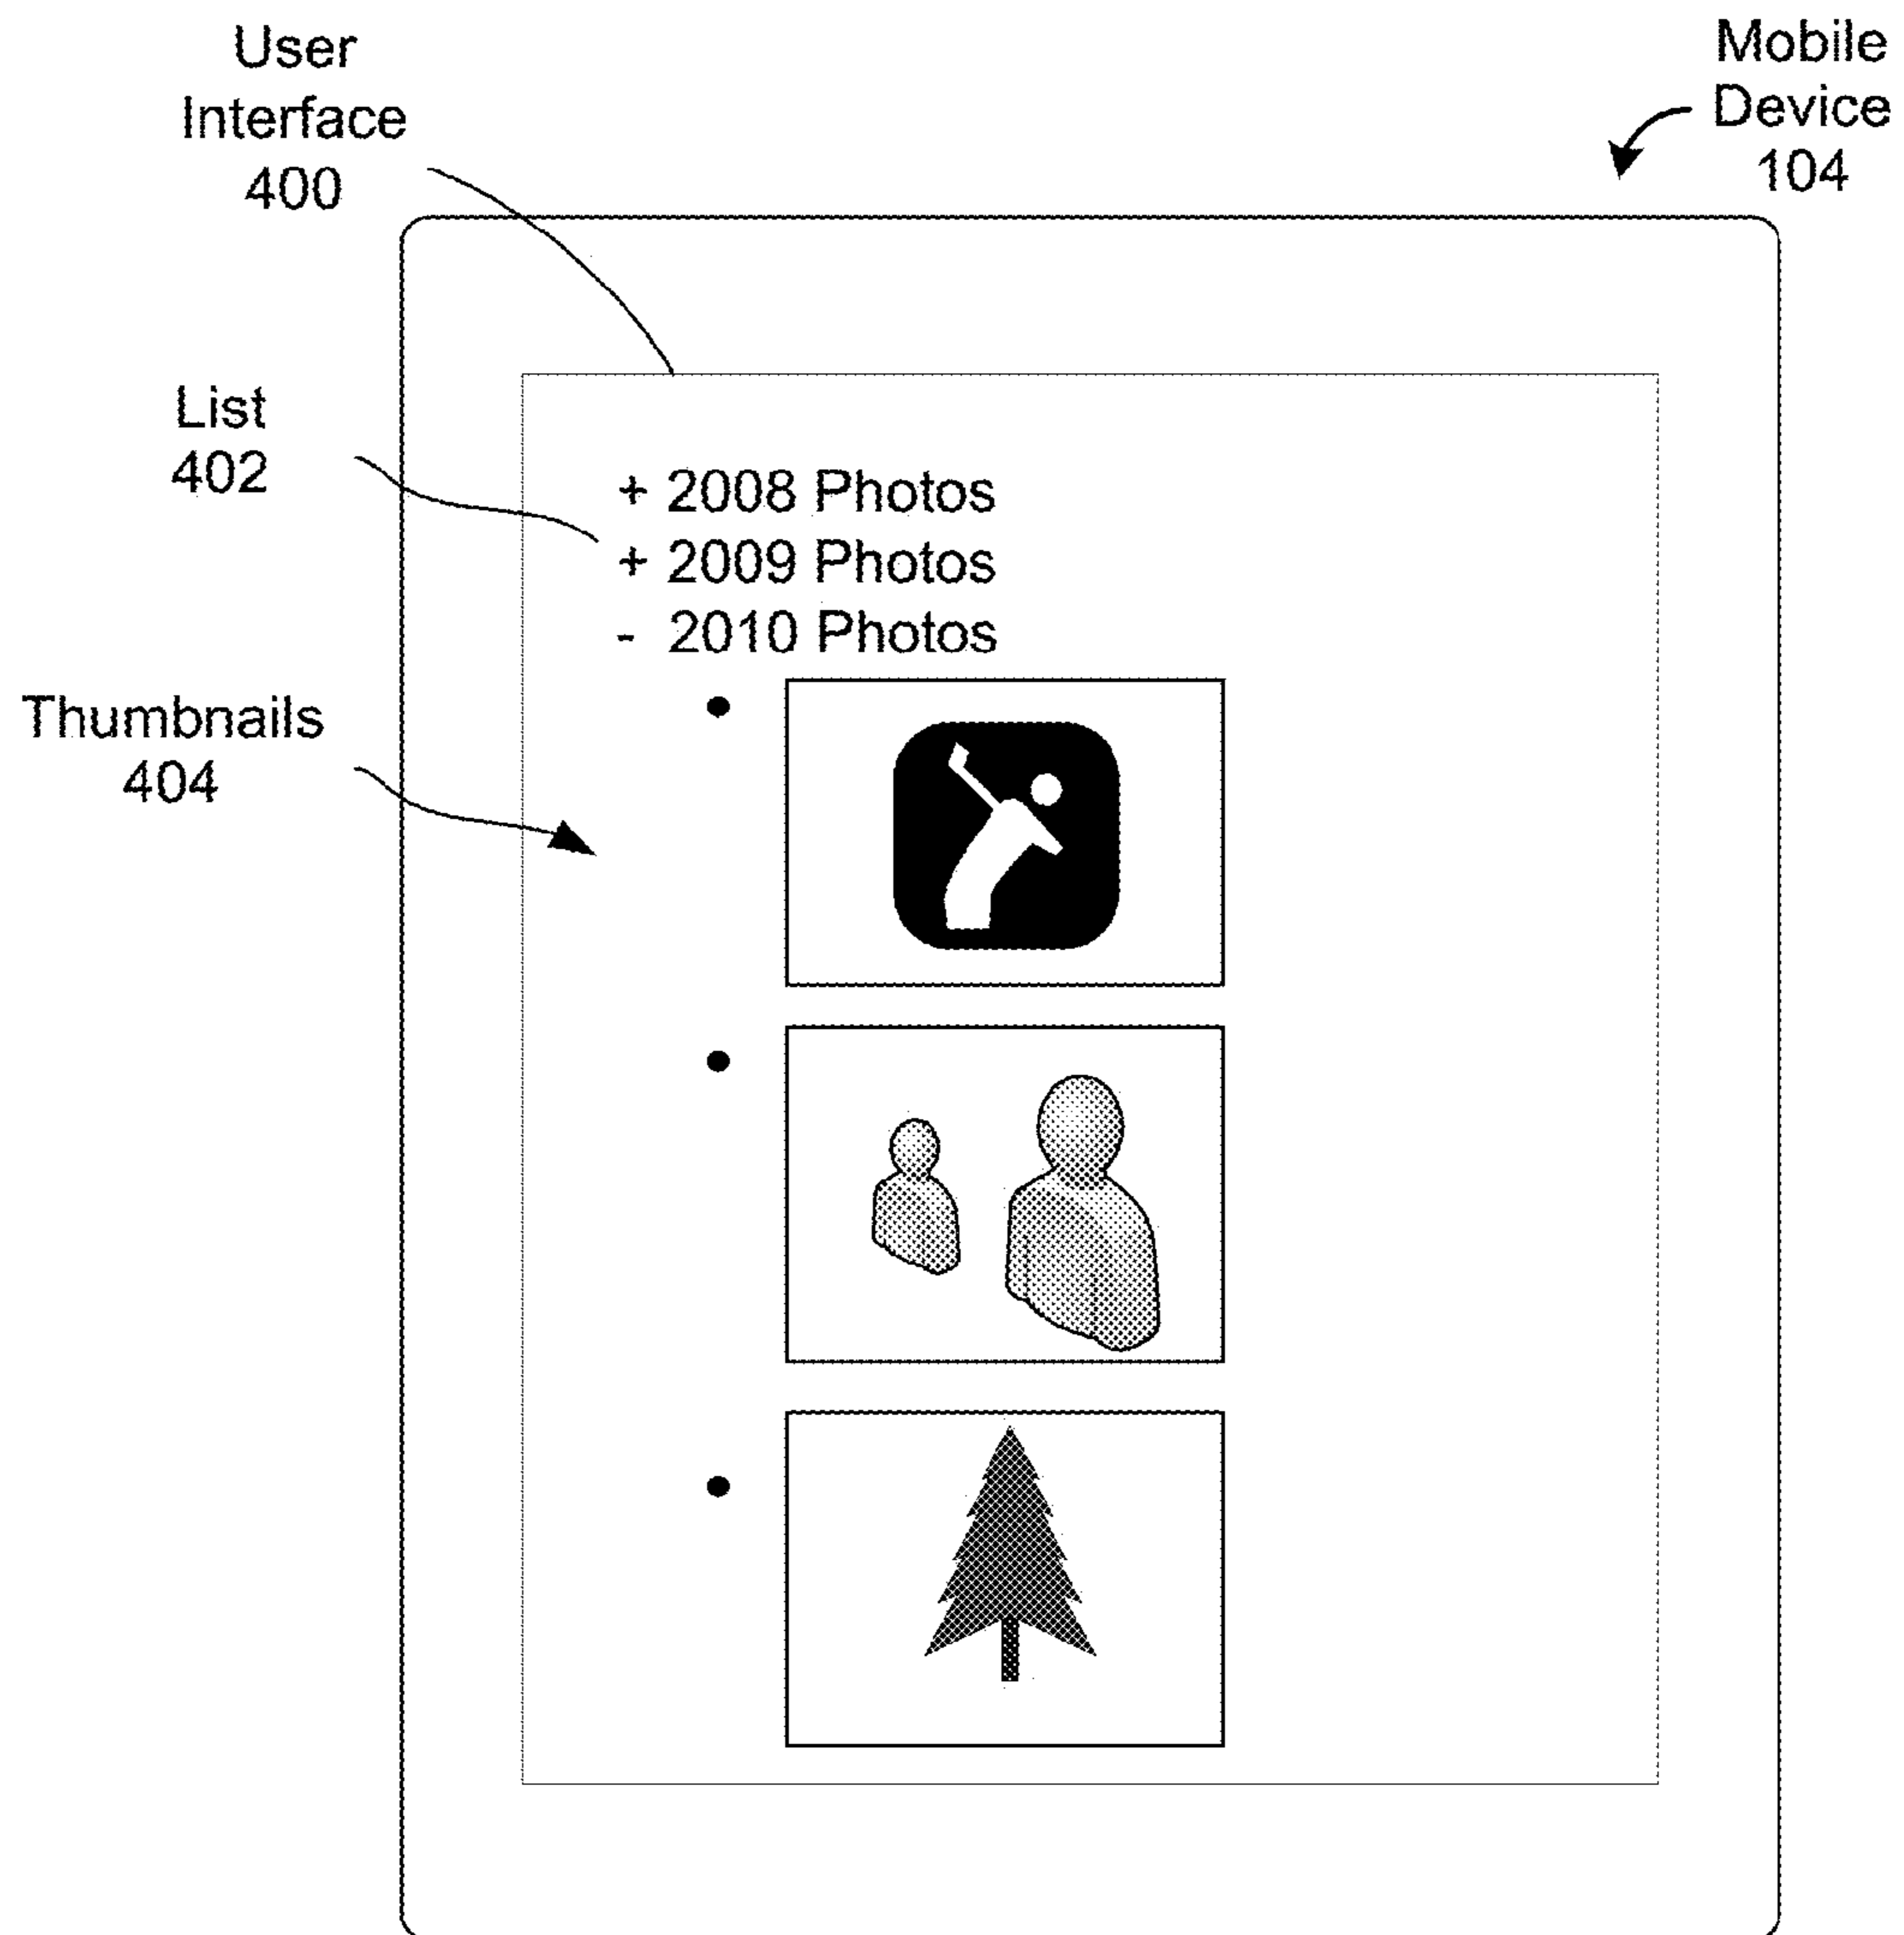 User
Interface
400
Mobile
Device
104
List
402
+ 2008 Photos
+ 2009 Photos
- 2010 Photos
Thumbnails
404